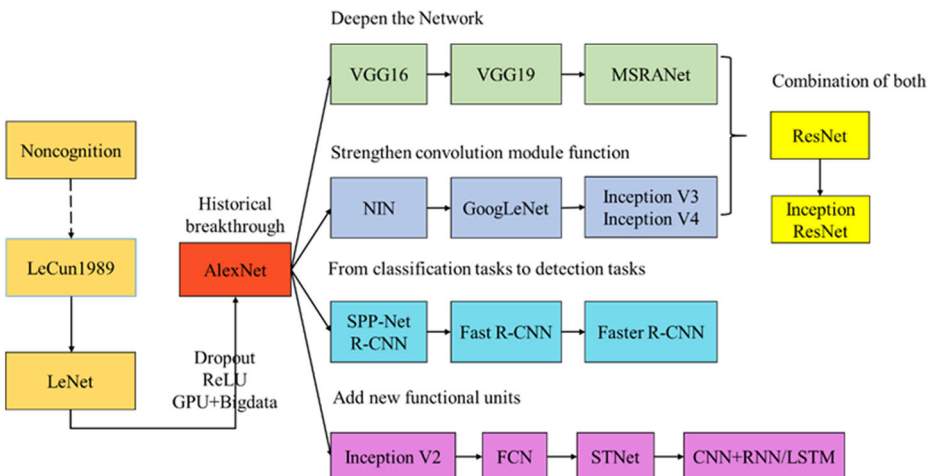 Deepen the Network
VGG16
VGG19
MSRANet
Combination of both
ResNet
Inception
ResNet
Noncognition
LeCun1989
LeNet
Historical
breakthrough
AlexNet
Dropout
ReLU
GPU+Bigdata
Strengthen convolution module function
NIN
GoogLeNet
Inception V3
Inception V4
From classification tasks to detection tasks
SPP-Net
R-CNN
Fast R-CNN
Faster R-CNN
Add new functional units
Inception V2
FCN
STNet
CNN+RNN/LSTM